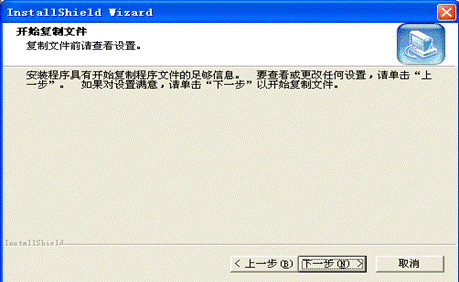 InstallShield Wizard
开始复制文件
复制文件前请查看设置。
安装程序具有开始复制程序文件的足够信息。 要查看或更改任何设置，请单击“上
一步”。 如果对设置满意，请单击“下一步”以开始复制文件。
InstallShield
< 上一步(B) 下一步(N) > 取消